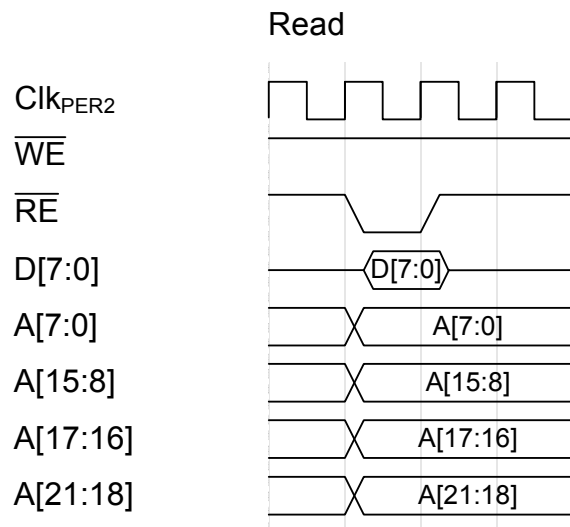 Read
ClkPER2
WE
RE
D[7:0] D[7:0]
A[7:0] A[7:0]
A[15:8] A[15:8]
A[17:16] A[17:16]
A[21:18] A[21:18]